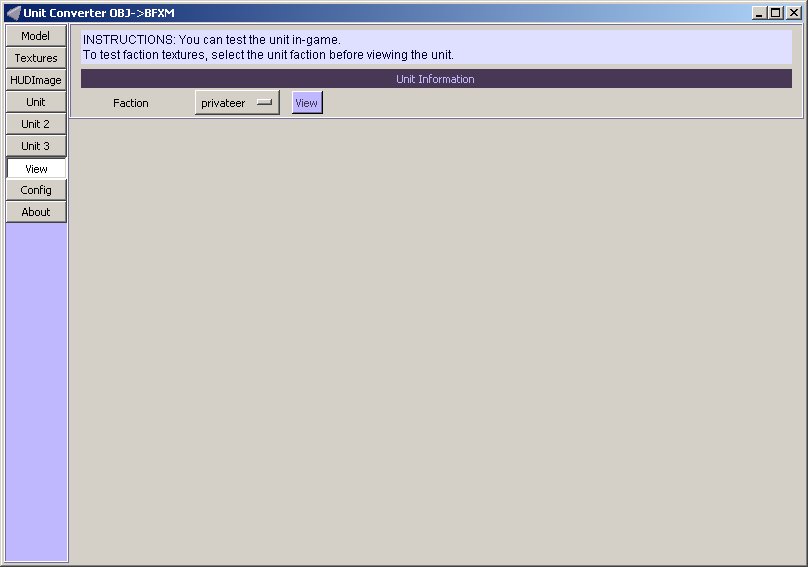 Unit Converter OBJ->BFXM
Model
Textures
HUDImage
Unit
Unit 2
Unit 3
View
Config
About
INSTRUCTIONS: You can test the unit in-game.
To test faction textures, select the unit faction before viewing the unit.
Unit Information
Faction privateer View